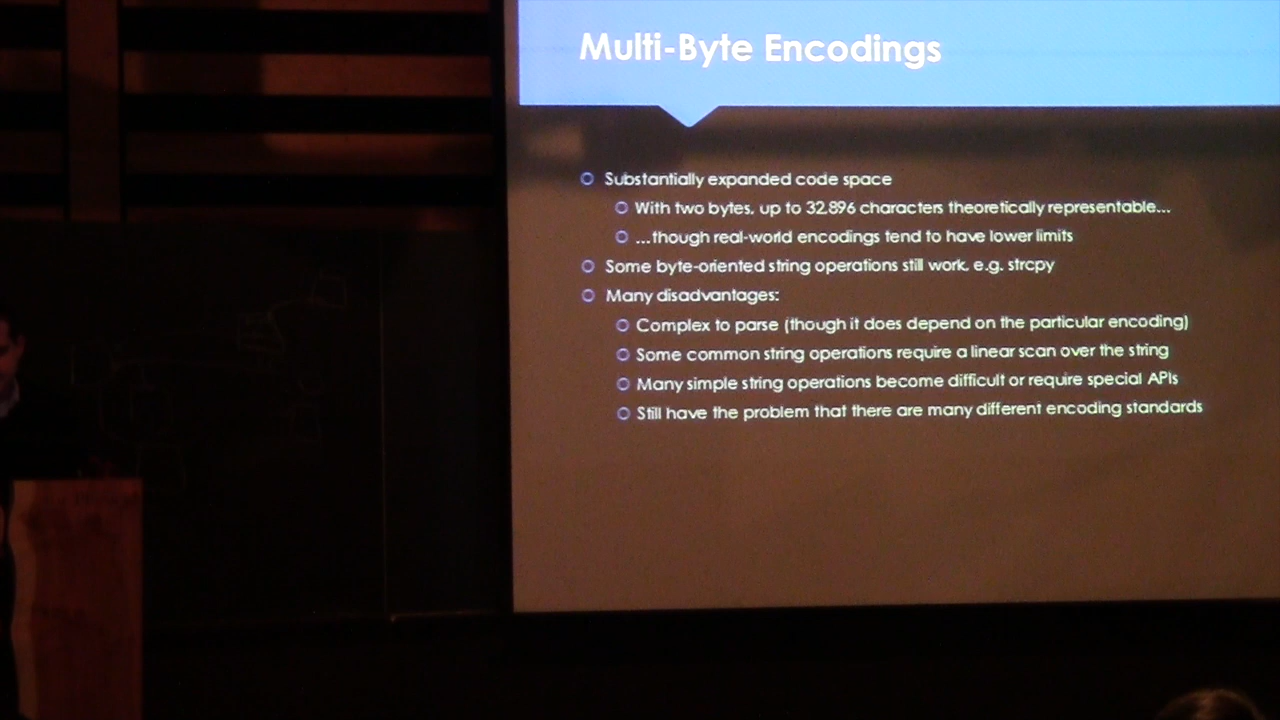 Multi-Byte Encodings
Substantially expanded code space
With two bytes, up to 32,896 characters theoretically representable...
...though real-world encodings tend to have lower limits
Some byte-oriented string operations still work, e.g. strcpy
Many disadvantages:
Complex to parse (though it does depend on the particular encoding)
Some common string operations require a linear scan over the string
Many simple string operations become difficult or require special APIs
Still have the problem that there are many different encoding standards